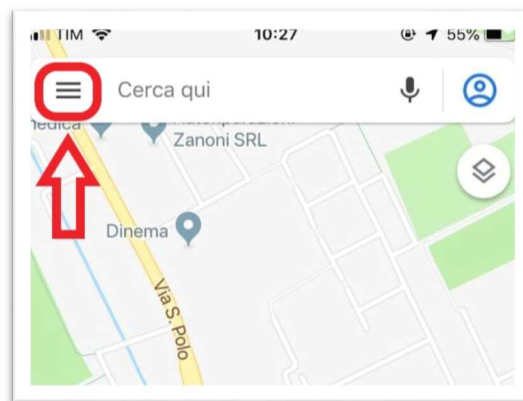 TIM 10:27 55%
Cerca qui
Zanoni SRL
Dinema
Via S. Polo